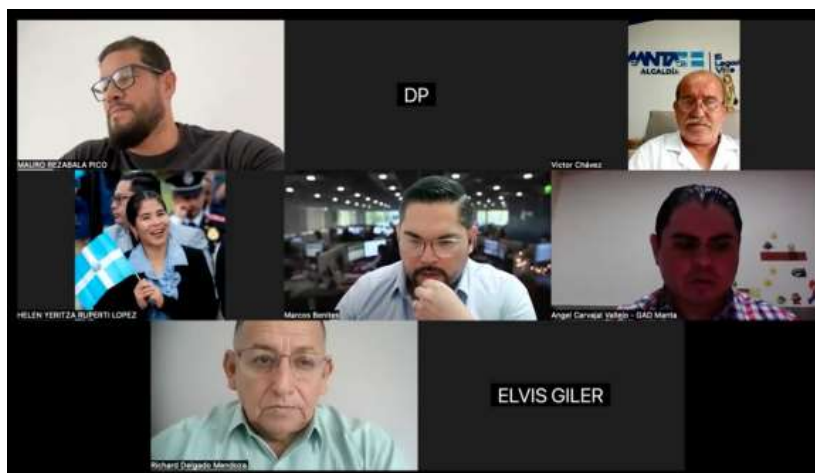 MAURO REZABALA PICO
DP
MANTA
ALCALDÍA
Victor Chávez
HELEN YERITZA RUPERTI LOPEZ
Marcos Benites
Angel Carvajal Vallejo - GAD Manta
Richard Delgado Mendoza
ELVIS GILER